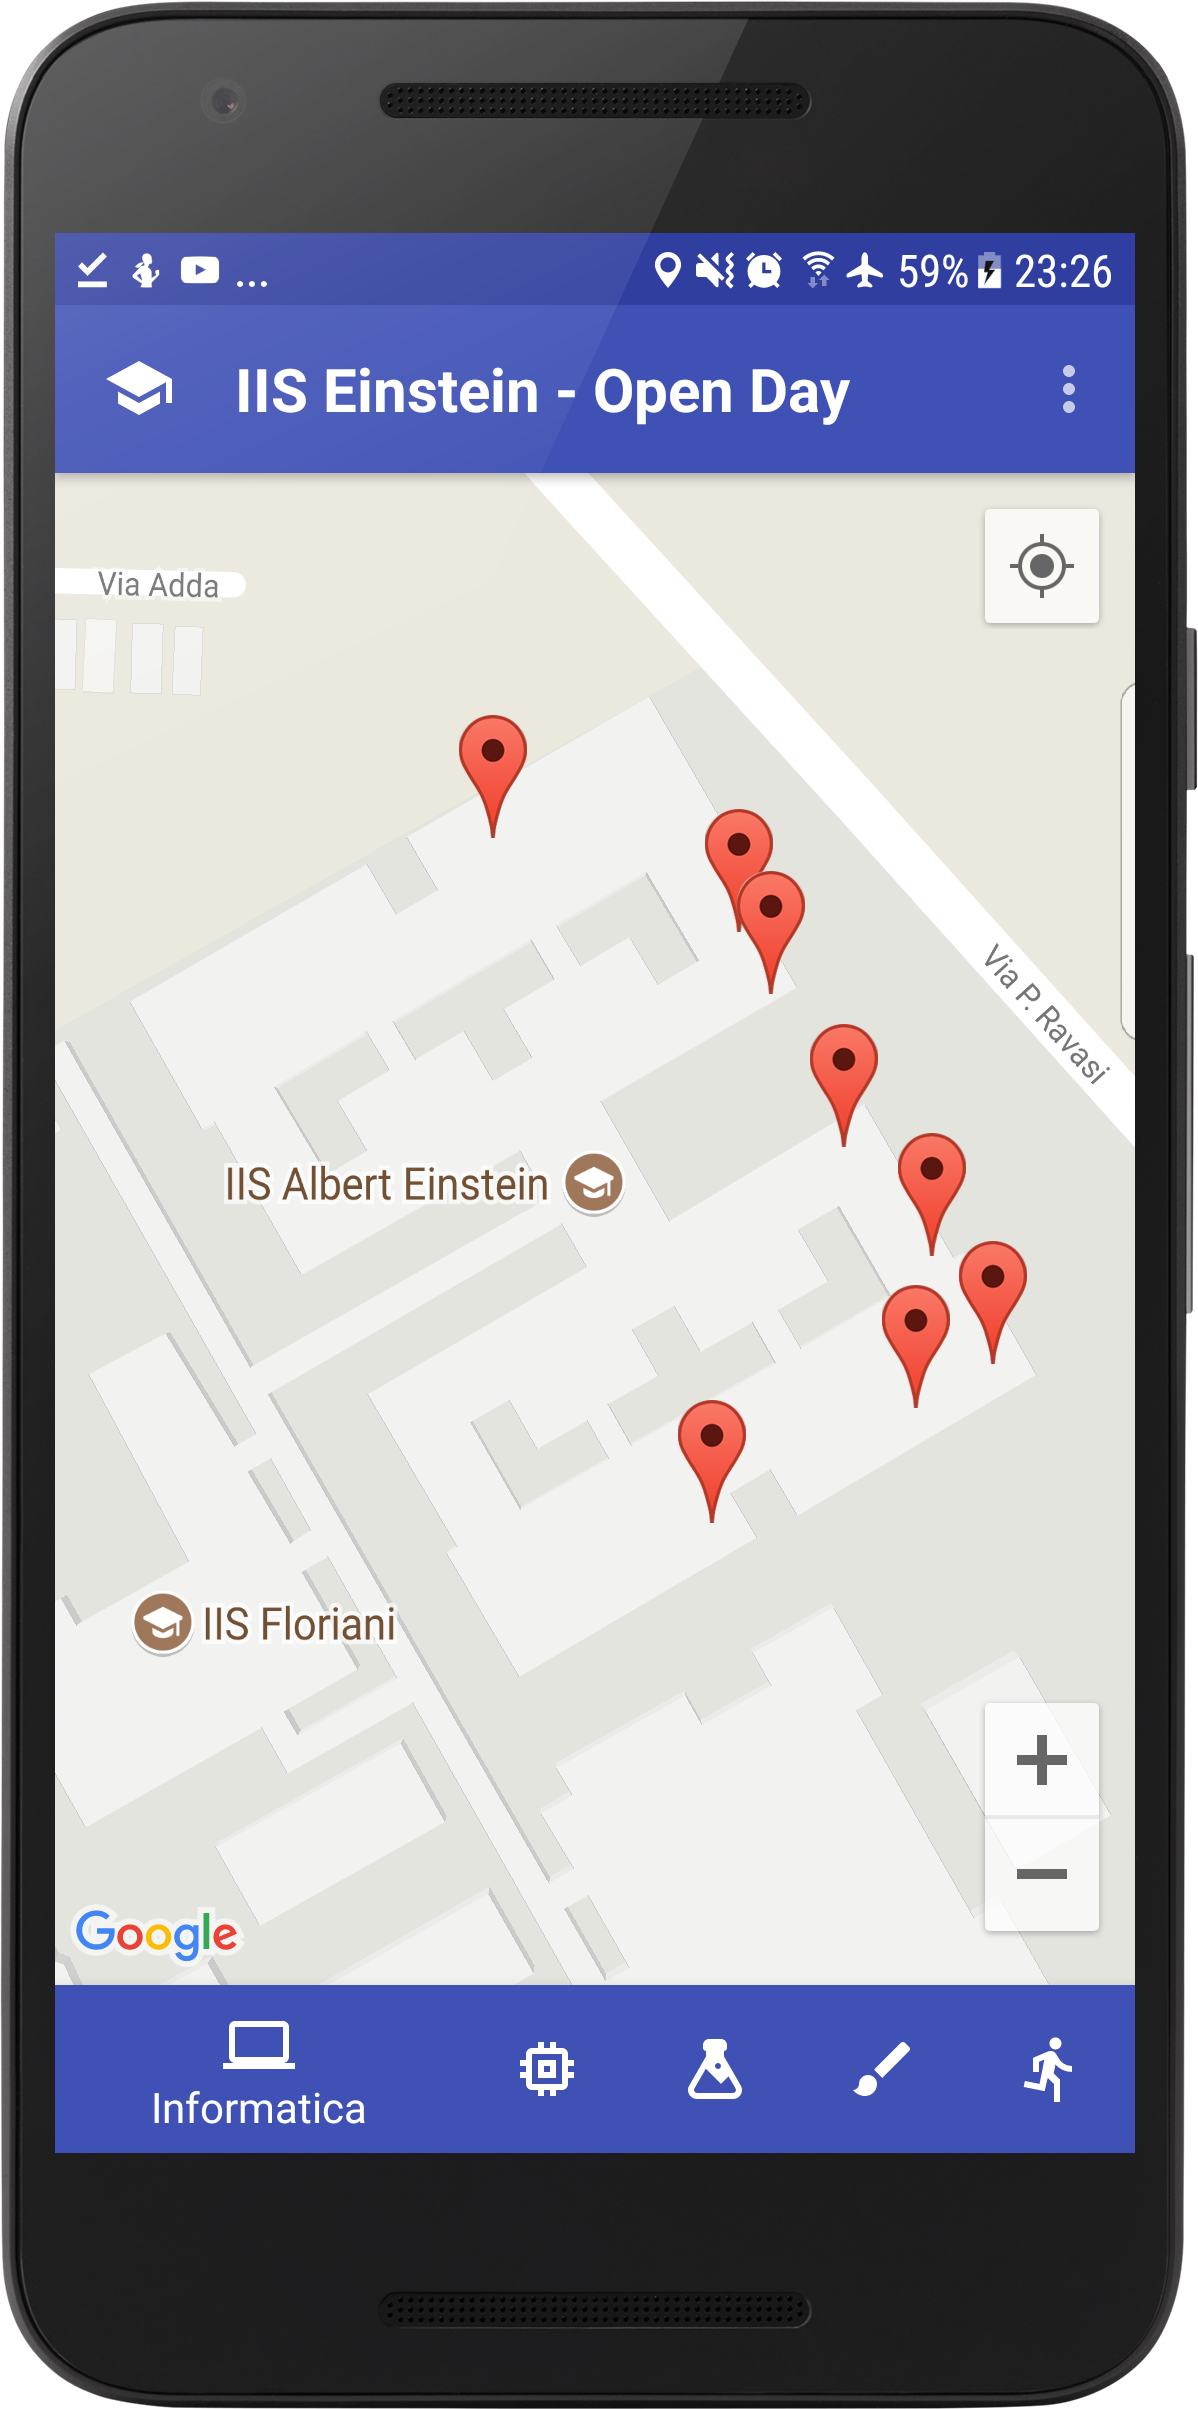 ... 59% 23:26
IIS Einstein - Open Day
Via Adda
Via P. Ravasi
IIS Albert Einstein
IIS Floriani
Google
Informatica